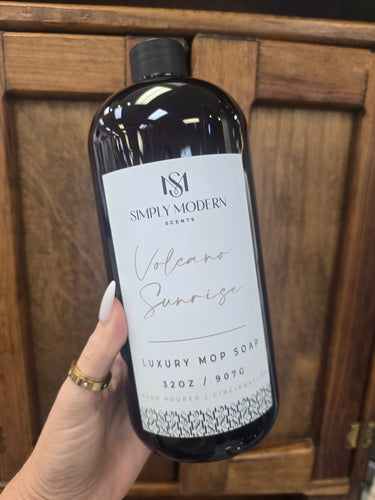 SM
SIMPLY MODERN
SCENTS
Volcano
Sunrise
LUXURY MOP SOAP
32OZ / 907G
HAND POURED | CINCINNATI,